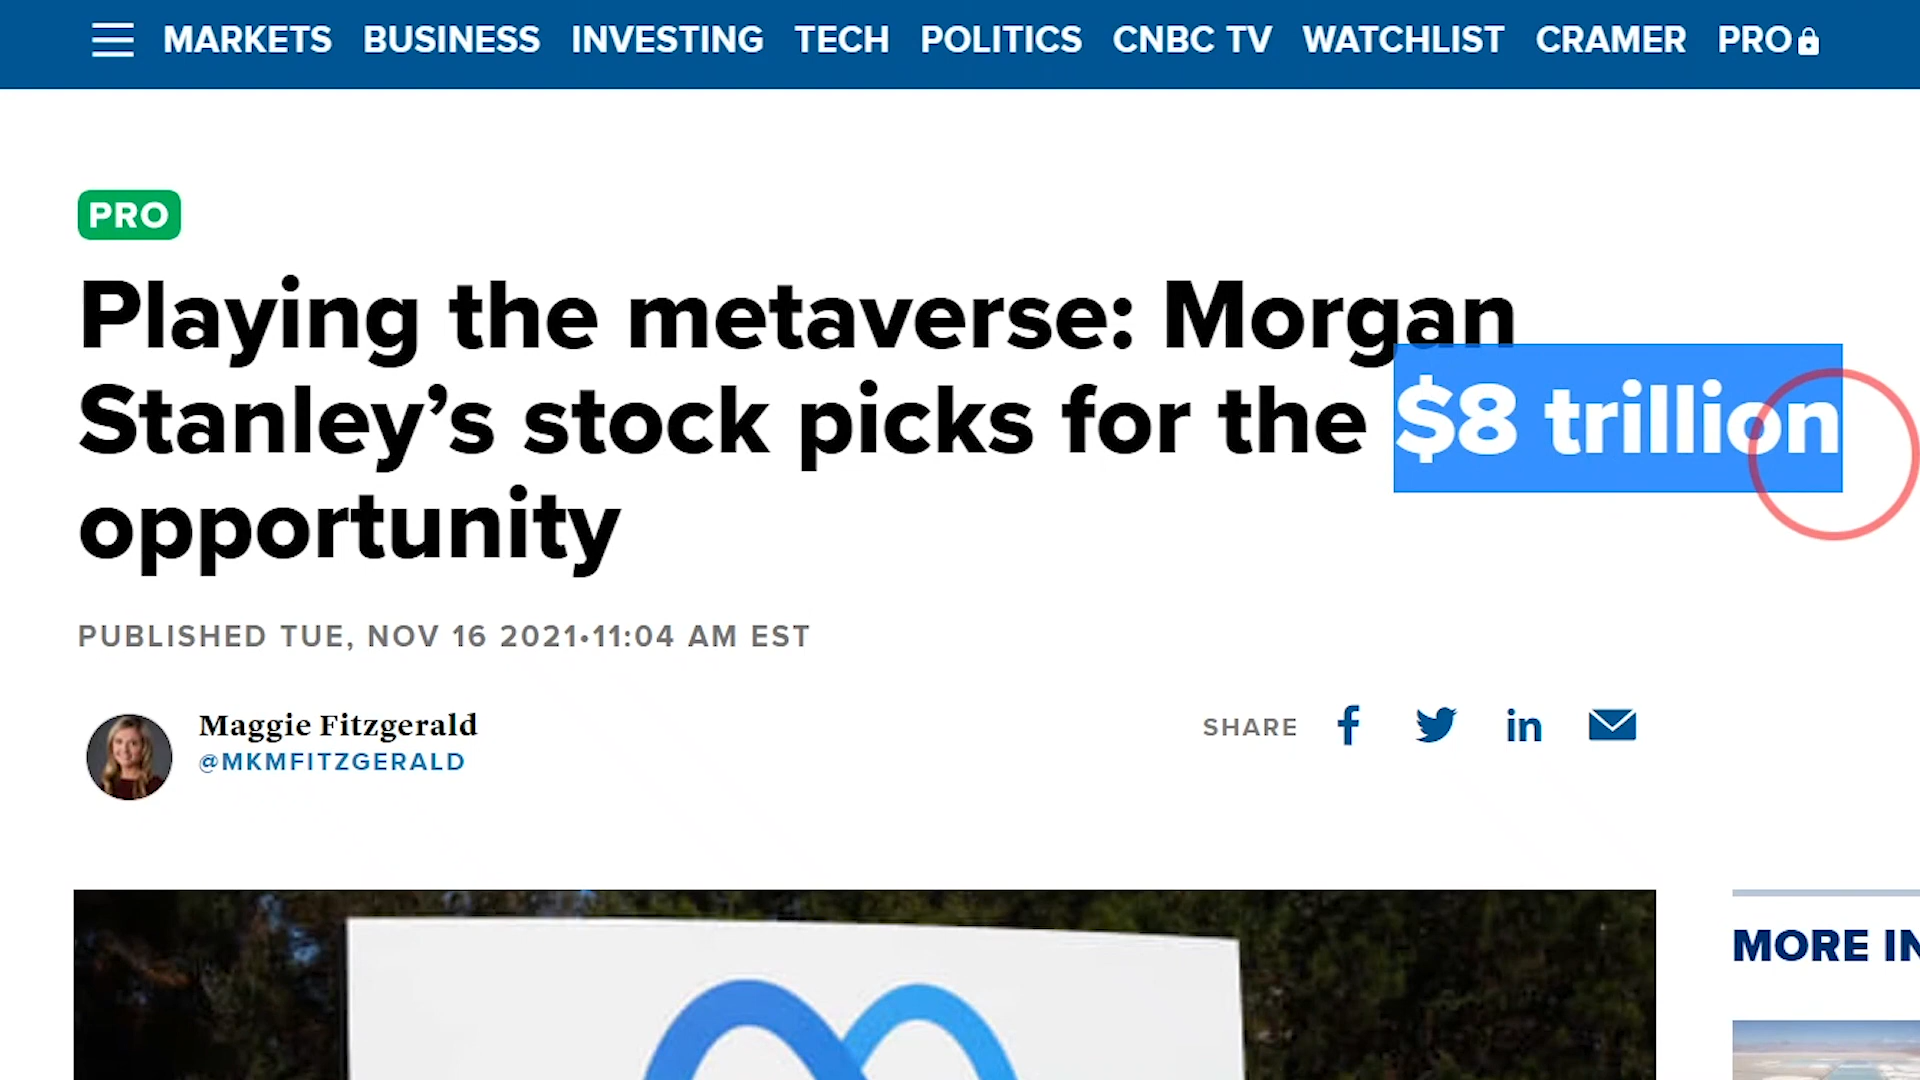 MARKETS BUSINESS INVESTING TECH POLITICS CNBC TV WATCHLIST CRAMER PRO
PRO
Playing the metaverse: Morgan
Stanley’s stock picks for the $8 trillion
opportunity
PUBLISHED TUE, NOV 16 2021•11:04 AM EST
Maggie Fitzgerald
@MKMFITZGERALD
SHARE
MORE IN